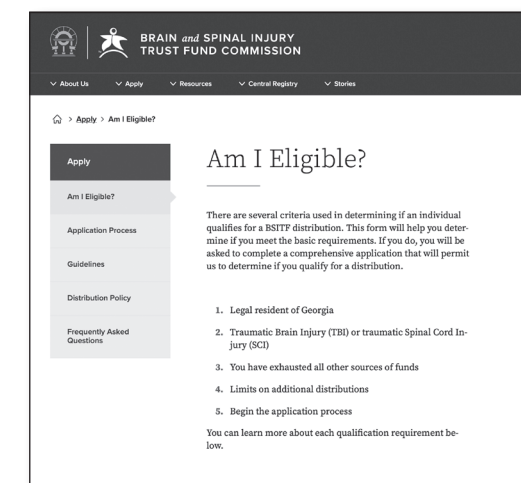 BRAIN and SPINAL INJURY
TRUST FUND COMMISSION
About Us Apply Resources Central Registry Stories
> Apply > Am I Eligible?
Apply
Am I Eligible?
Application Process
Guidelines
Distribution Policy
Frequently Asked
Questions
Am I Eligible?
There are several criteria used in determining if an individual
qualifies for a BSITF distribution. This form will help you deter-
mine if you meet the basic requirements. If you do, you will be
asked to complete a comprehensive application that will permit
us to determine if you qualify for a distribution.
1. Legal resident of Georgia
2. Traumatic Brain Injury (TBI) or traumatic Spinal Cord In-
jury (SCI)
3. You have exhausted all other sources of funds
4. Limits on additional distributions
5. Begin the application process
You can learn more about each qualification requirement be-
low.